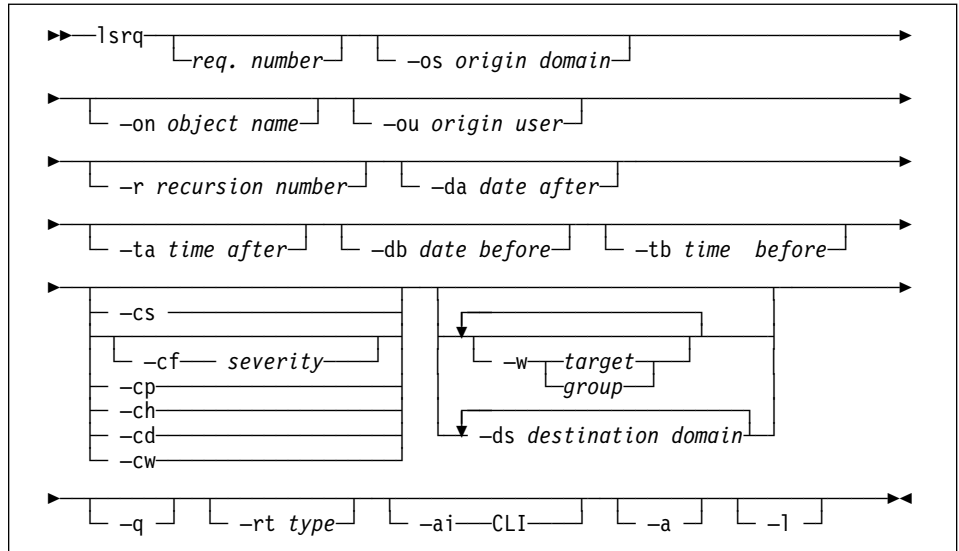 lsrq
req. number –os origin domain
–on object name –ou origin user
–r recursion number –da date after
–ta time after –db date before –tb time before
–cs
–cf severity –w target
group
–cp
–ch
–cd –ds destination domain
–cw
–q –rt type –ai CLI –a –l